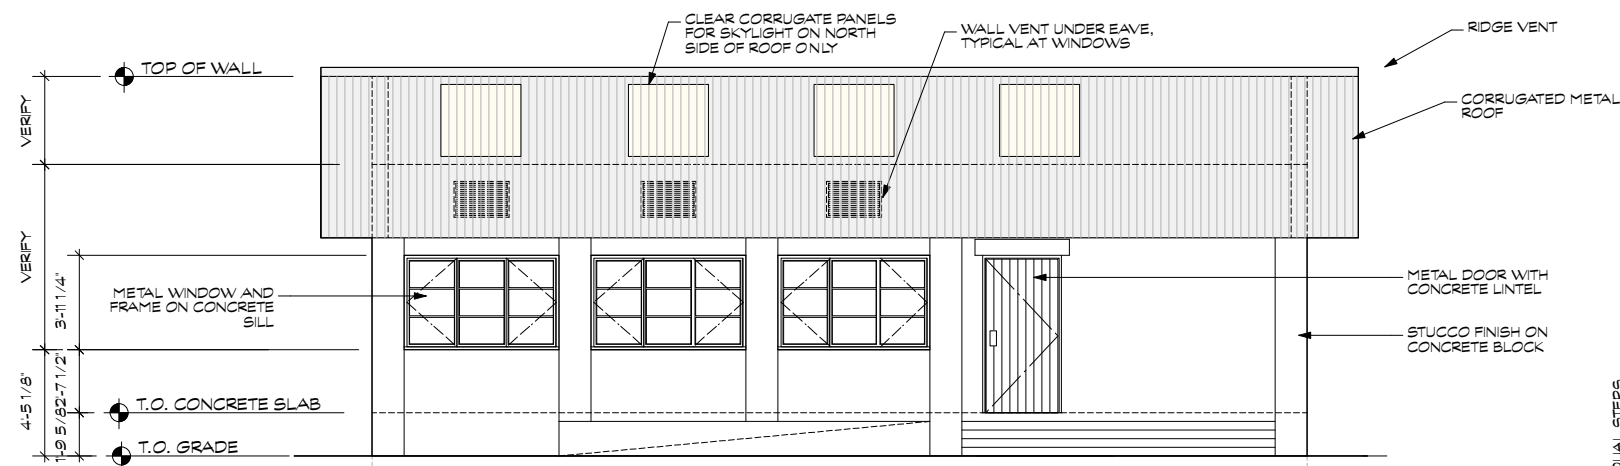 CLEAR CORRUGATE PANELS
FOR SKYLIGHT ON NORTH
SIDE OF ROOF ONLY
WALL VENT UNDER EAVE,
TYPICAL AT WINDOWS
RIDGE VENT
TOP OF WALL
CORRUGATED METAL
ROOF
VERIFY
VERIFY
METAL WINDOW AND
FRAME ON CONCRETE
SILL
3'-11 1/4"
METAL DOOR WITH
CONCRETE LINTEL
STUCCO FINISH ON
CONCRETE BLOCK
4'-5 1/8"
2'-7 1/2"
1'-9 5/8"
T.O. CONCRETE SLAB
T.O. GRADE
STEPS